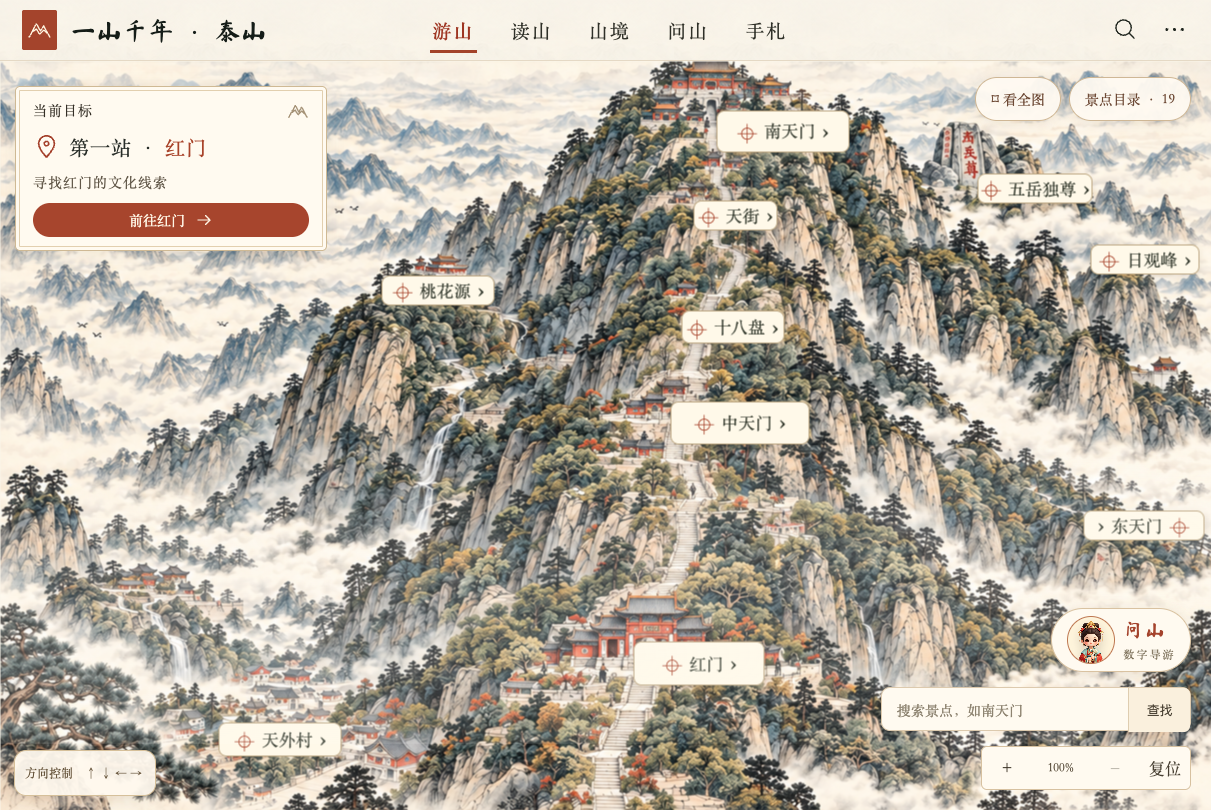 一山千年 · 泰山
游山 读山 山境 问山 手札
当前目标
第一站 · 红门
寻找红门的文化线索
前往红门 →
看全图
景点目录 · 19
南天门 ›
五岳独尊 ›
天街 ›
日观峰 ›
桃花源 ›
十八盘 ›
中天门 ›
› 东天门
红门 ›
天外村 ›
问山
数字导游
搜索景点，如南天门 查找
方向控制 ↑ ↓ ← →
+ 100% — 复位